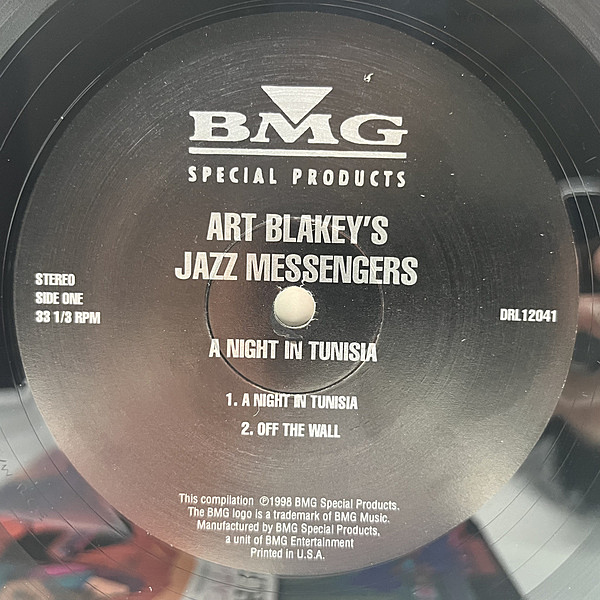 BMG
SPECIAL PRODUCTS
ART BLAKEY'S
JAZZ MESSENGERS
STEREO
SIDE ONE
33 1/3 RPM
DRL12041
A NIGHT IN TUNISIA
1. A NIGHT IN TUNISIA
2. OFF THE WALL
This compilation ℗1998 BMG Special Products.
The BMG logo is a trademark of BMG Music.
Manufactured by BMG Special Products,
a unit of BMG Entertainment
Printed in U.S.A.